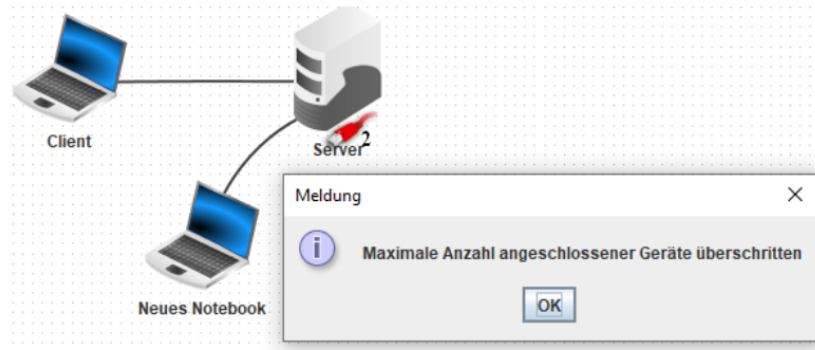 Client
Server
2
Neues Notebook
Meldung
Maximale Anzahl angeschlossener Geräte überschritten
OK